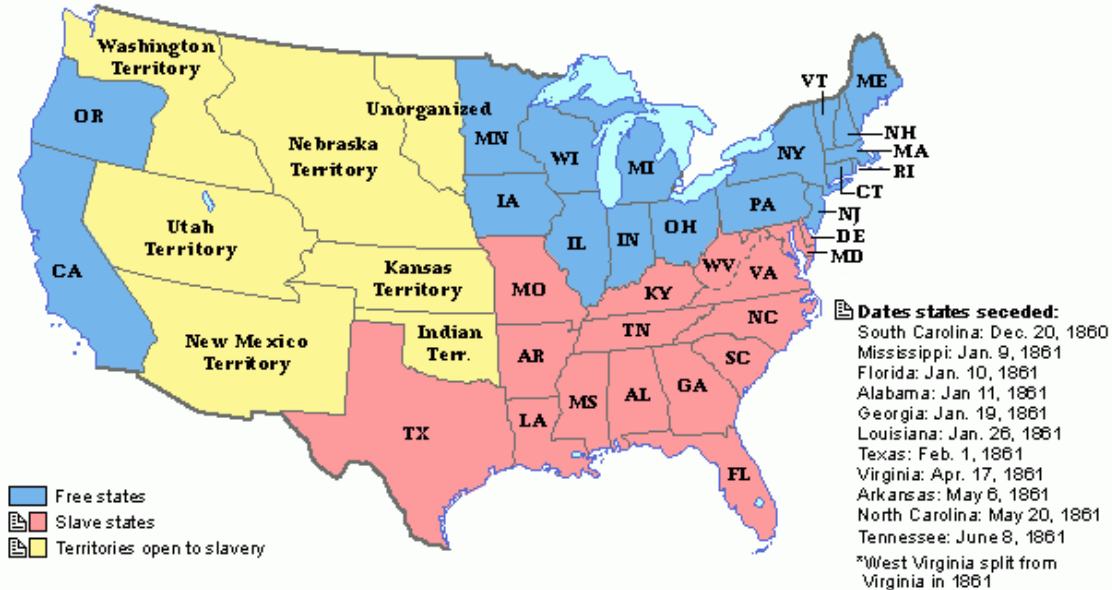 Washington
Territory
OR
Nebraska
Territory
Unorganized
MN
WI
MI
VT
ME
NH
MA
RI
CT
NY
NJ
PA
DE
MD
IA
IL
IN
OH
Utah
Territory
CA
Kansas
Territory
MO
KY
WV
VA
NC
TN
SC
New Mexico
Territory
Indian
Terr.
AR
MS
AL
GA
LA
TX
FL
Free states
Slave states
Territories open to slavery
Dates states seceded:
South Carolina: Dec. 20, 1860
Mississippi: Jan. 9, 1861
Florida: Jan. 10, 1861
Alabama: Jan 11, 1861
Georgia: Jan. 19, 1861
Louisiana: Jan. 26, 1861
Texas: Feb. 1, 1861
Virginia: Apr. 17, 1861
Arkansas: May 6, 1861
North Carolina: May 20, 1861
Tennessee: June 8, 1861
*West Virginia split from
Virginia in 1861